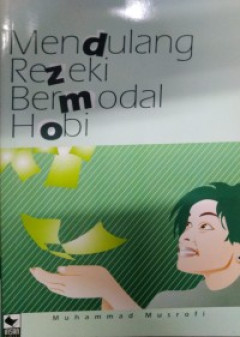 Mendulang
Rezeki
Bermodal
Hobi
Muhammad Musrofi